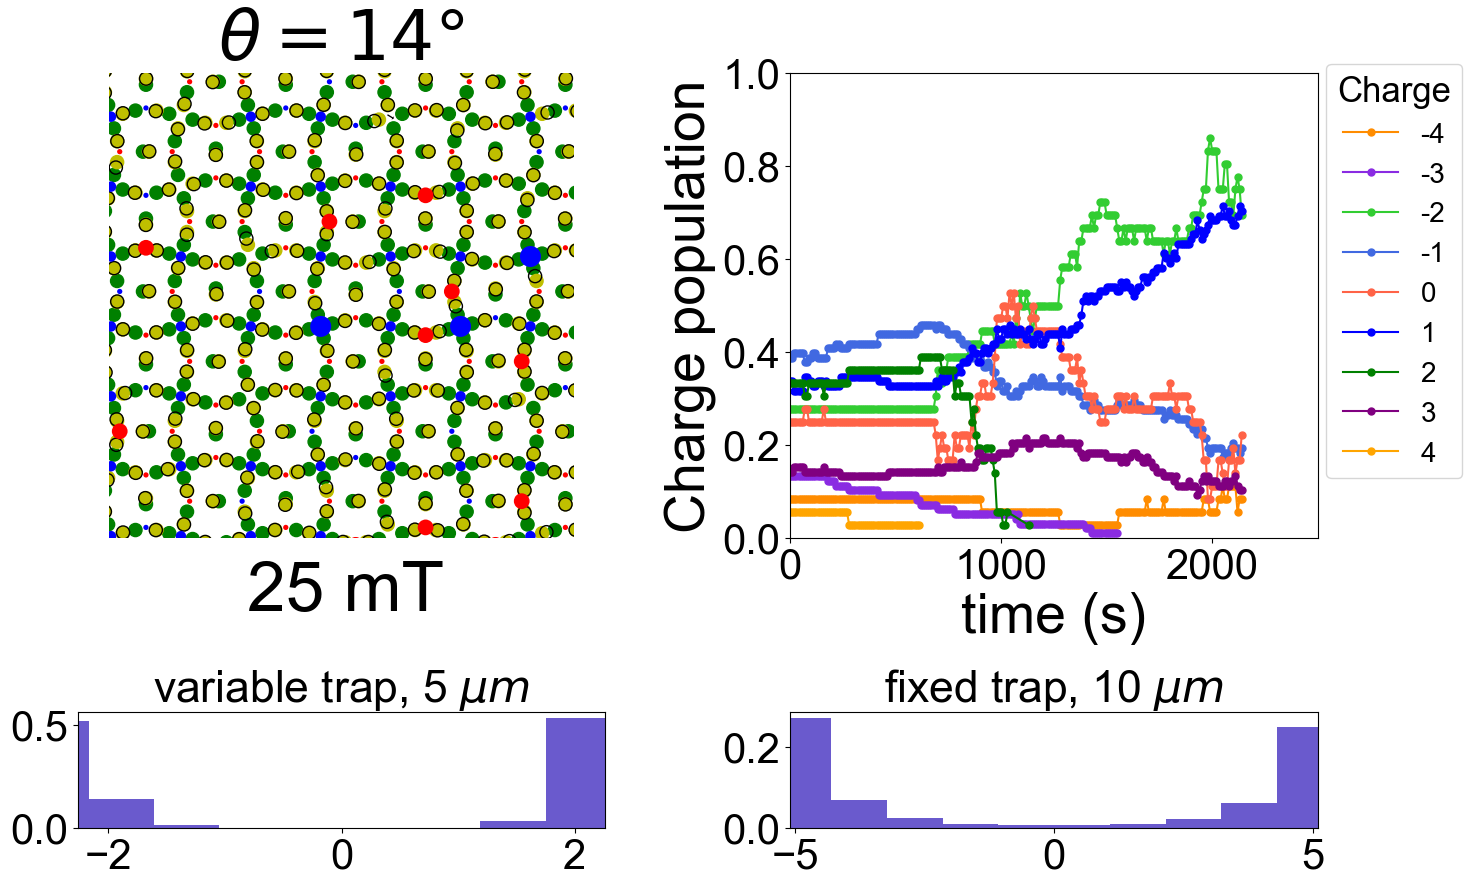 θ = 14°
25 mT
Charge population
1.0
0.8
0.6
0.4
0.2
0.0
0 1000 2000
time (s)
Charge
-4
-3
-2
-1
0
1
2
3
4
variable trap, 5 μm
0.5
0.0
−2 0 2
fixed trap, 10 μm
0.2
0.0
−5 0 5